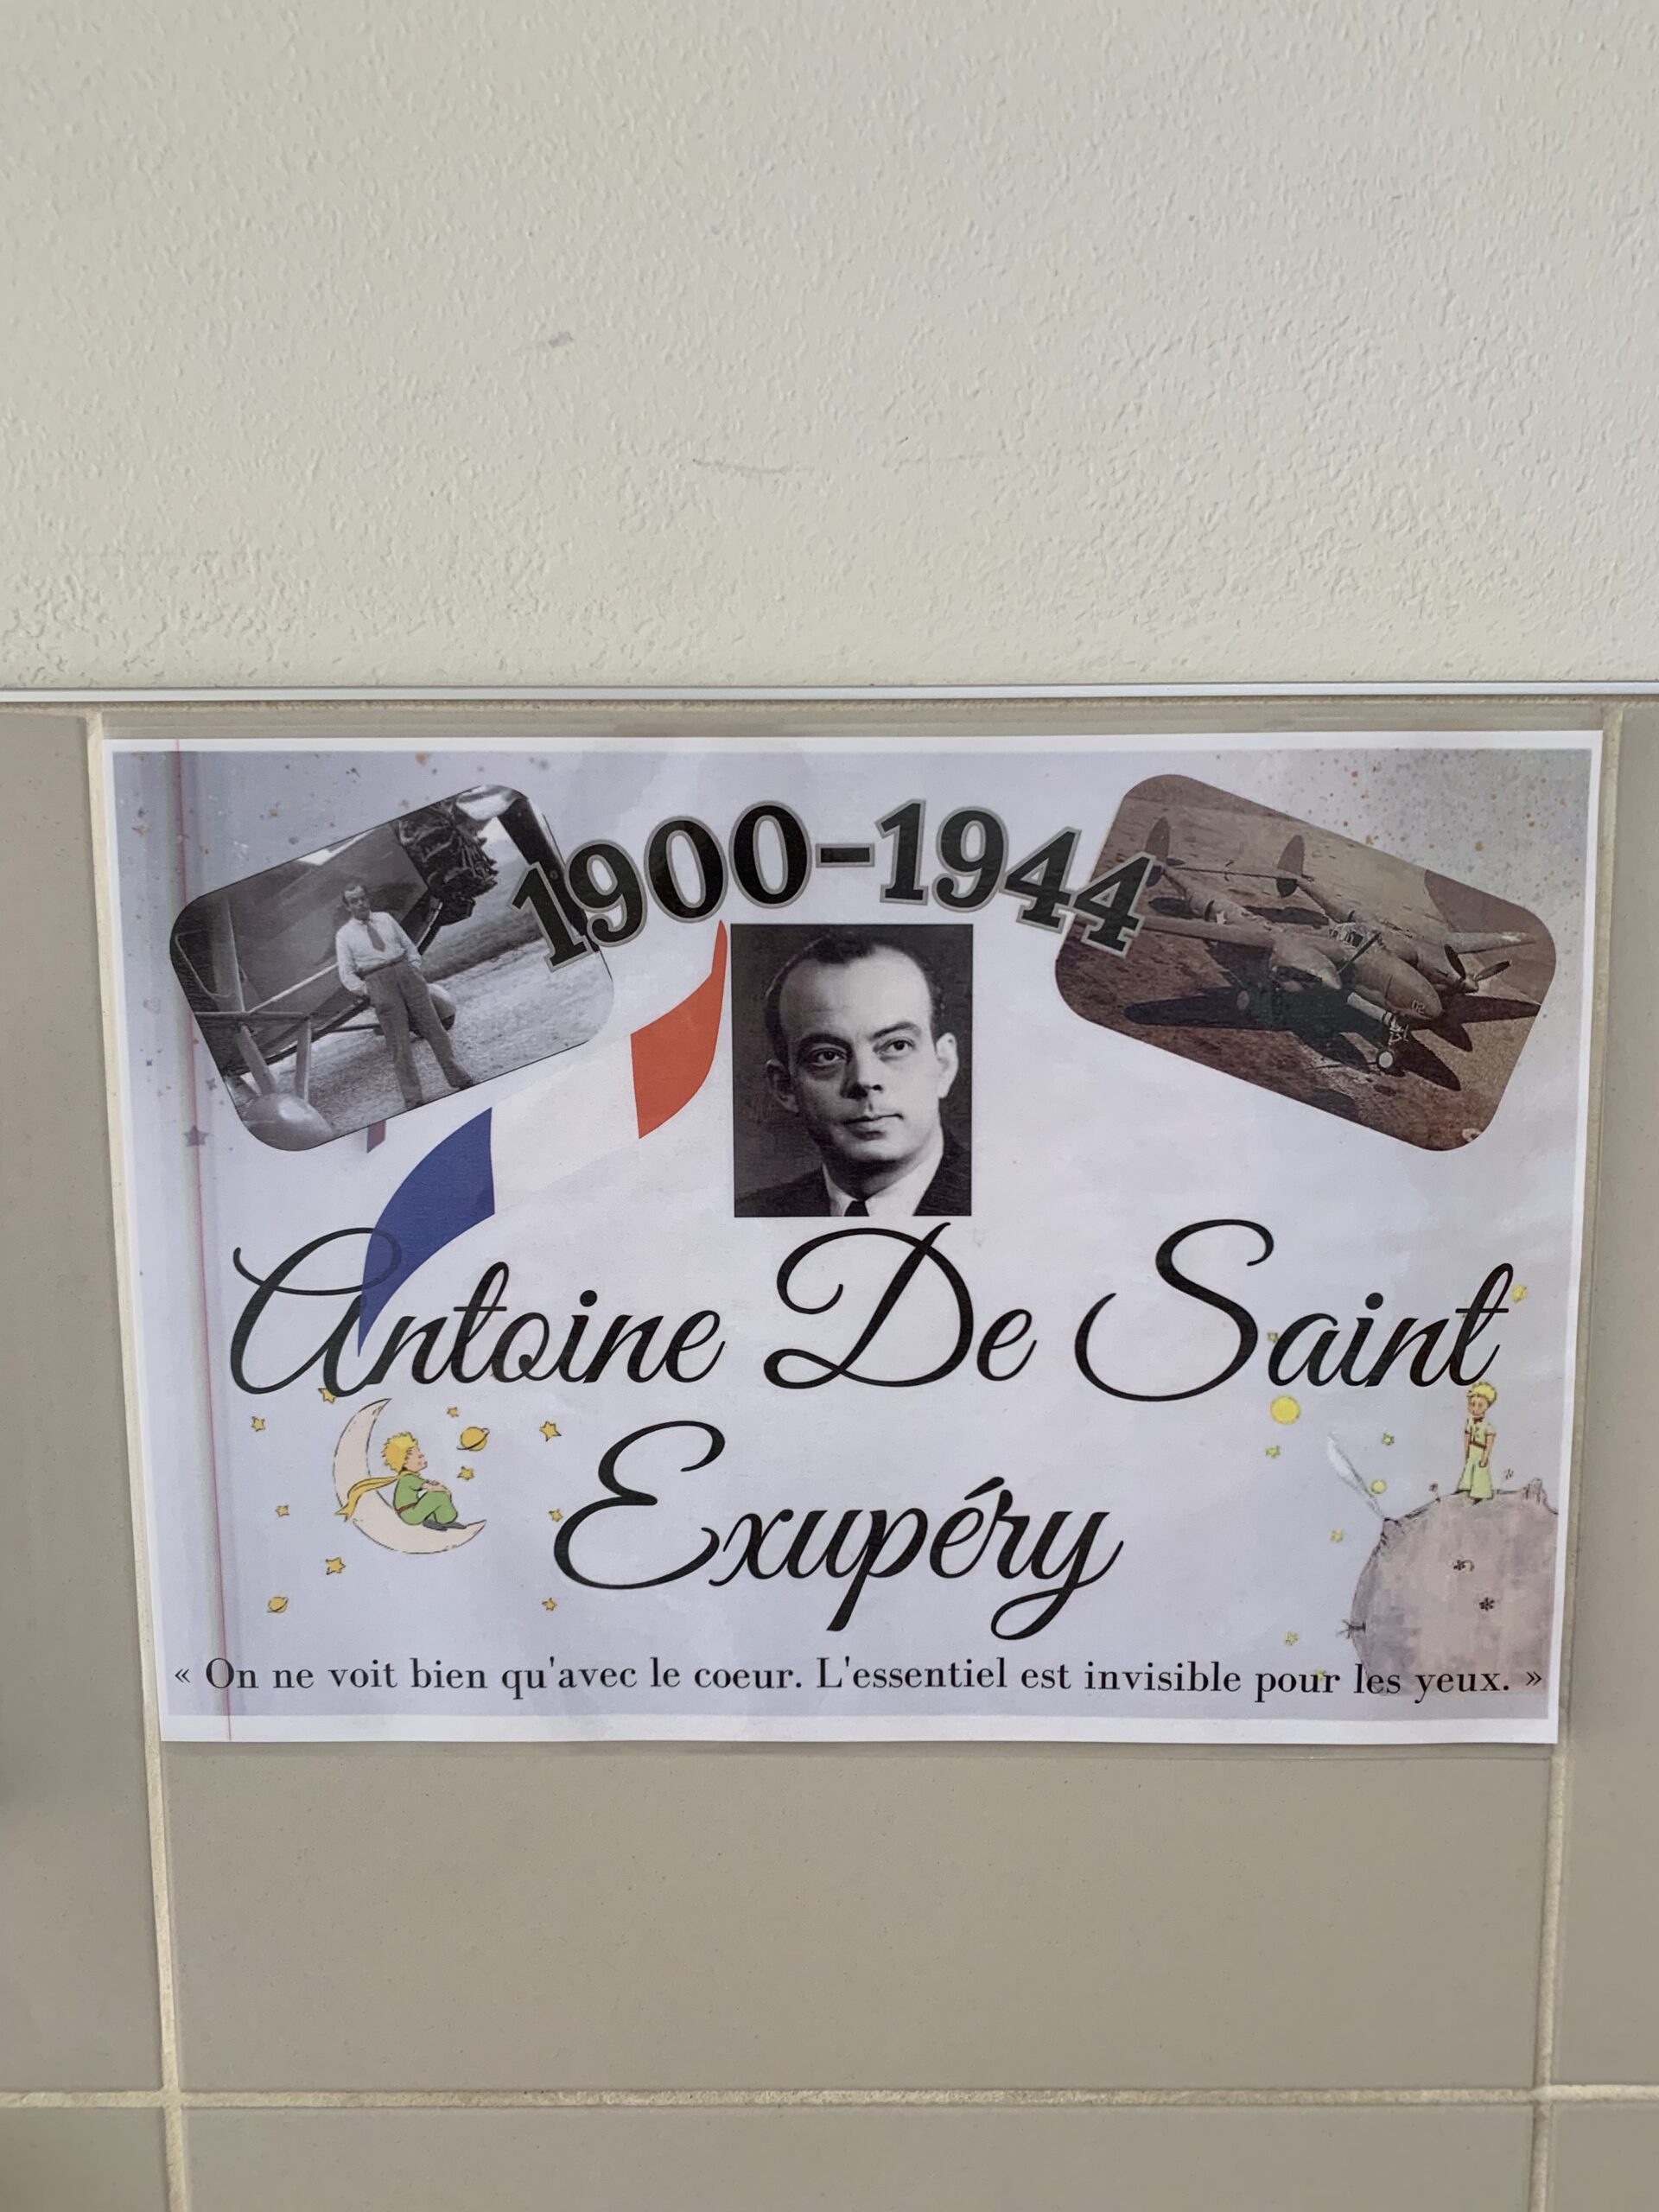 1900-1944
Antoine De Saint
Exupéry
« On ne voit bien qu'avec le coeur. L'essentiel est invisible pour les yeux. »